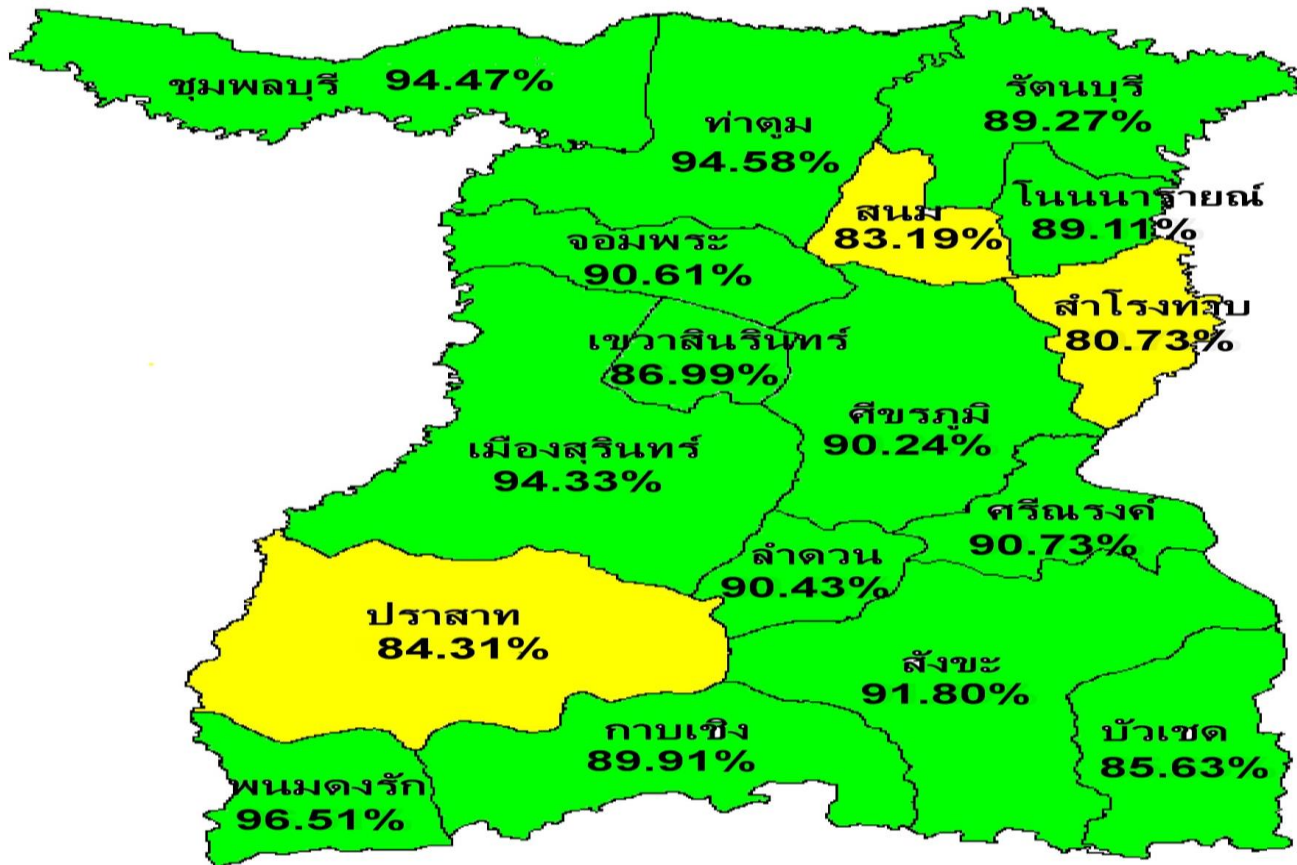 ชุมพลบุรี 94.47%
ท่าตูม
94.58%
รัตนบุรี
89.27%
สนม
83.19%
โนนนารายณ์
89.11%
จอมพระ
90.61%
สำโรงทาบ
80.73%
เขวาสินรินทร์
86.99%
ศีขรภูมิ
90.24%
เมืองสุรินทร์
94.33%
ศรีณรงค์
90.73%
ลำดวน
90.43%
ปราสาท
84.31%
สังขะ
91.80%
กาบเชิง
89.91%
บัวเชด
85.63%
พนมดงรัก
96.51%